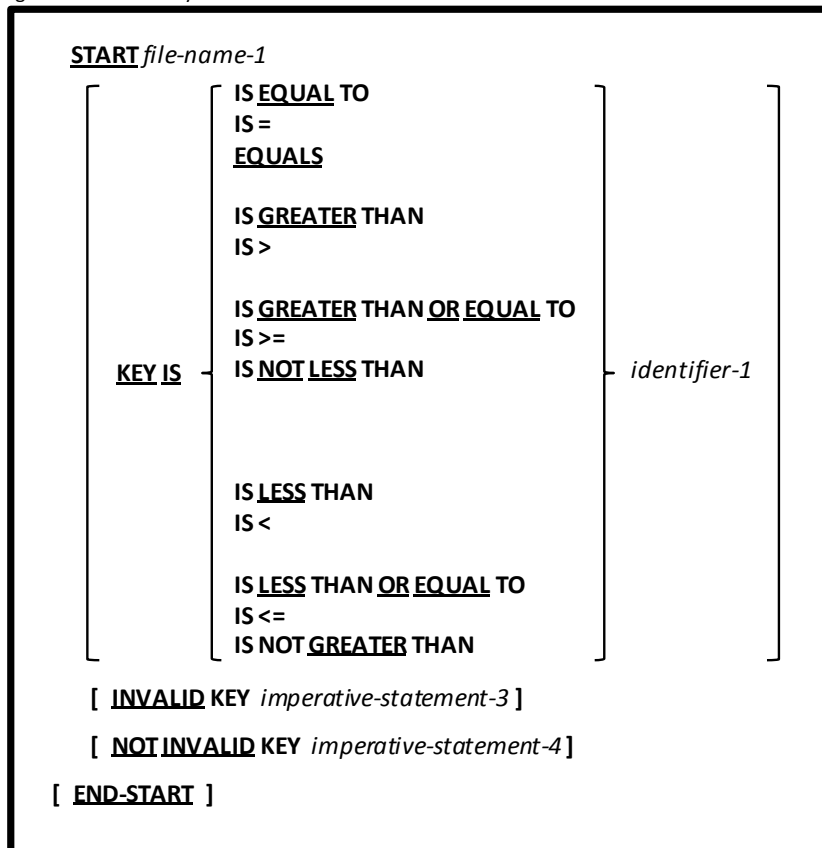 START file-name-1
IS EQUAL TO
IS =
EQUALS
IS GREATER THAN
IS >
IS GREATER THAN OR EQUAL TO
IS >=
KEY IS IS NOT LESS THAN identifier-1
IS LESS THAN
IS <
IS LESS THAN OR EQUAL TO
IS <=
IS NOT GREATER THAN
[ INVALID KEY imperative-statement-3 ]
[ NOT INVALID KEY imperative-statement-4 ]
[ END-START ]